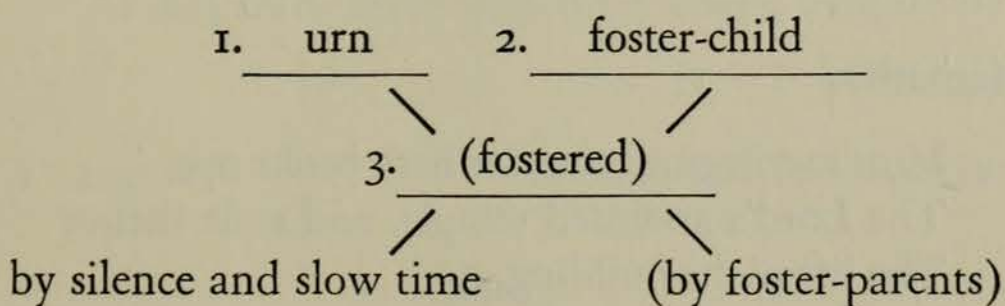 1. urn 2. foster-child
3. (fostered)
by silence and slow time (by foster-parents)